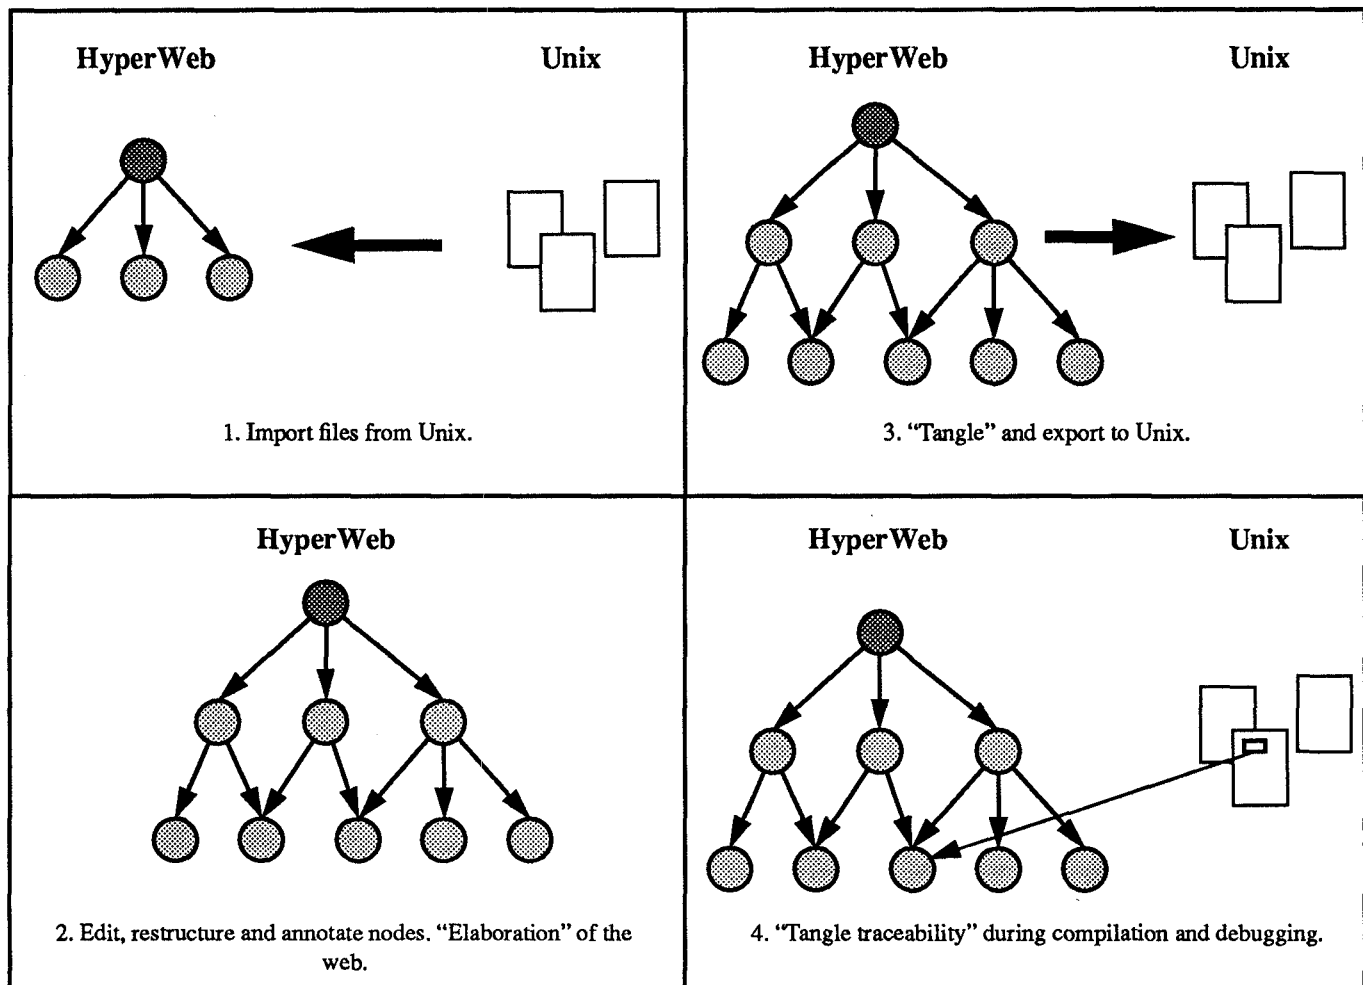 HyperWeb
Unix
1. Import files from Unix.
HyperWeb
Unix
3. “Tangle” and export to Unix.
HyperWeb
2. Edit, restructure and annotate nodes. “Elaboration” of the
web.
HyperWeb
Unix
4. “Tangle traceability” during compilation and debugging.